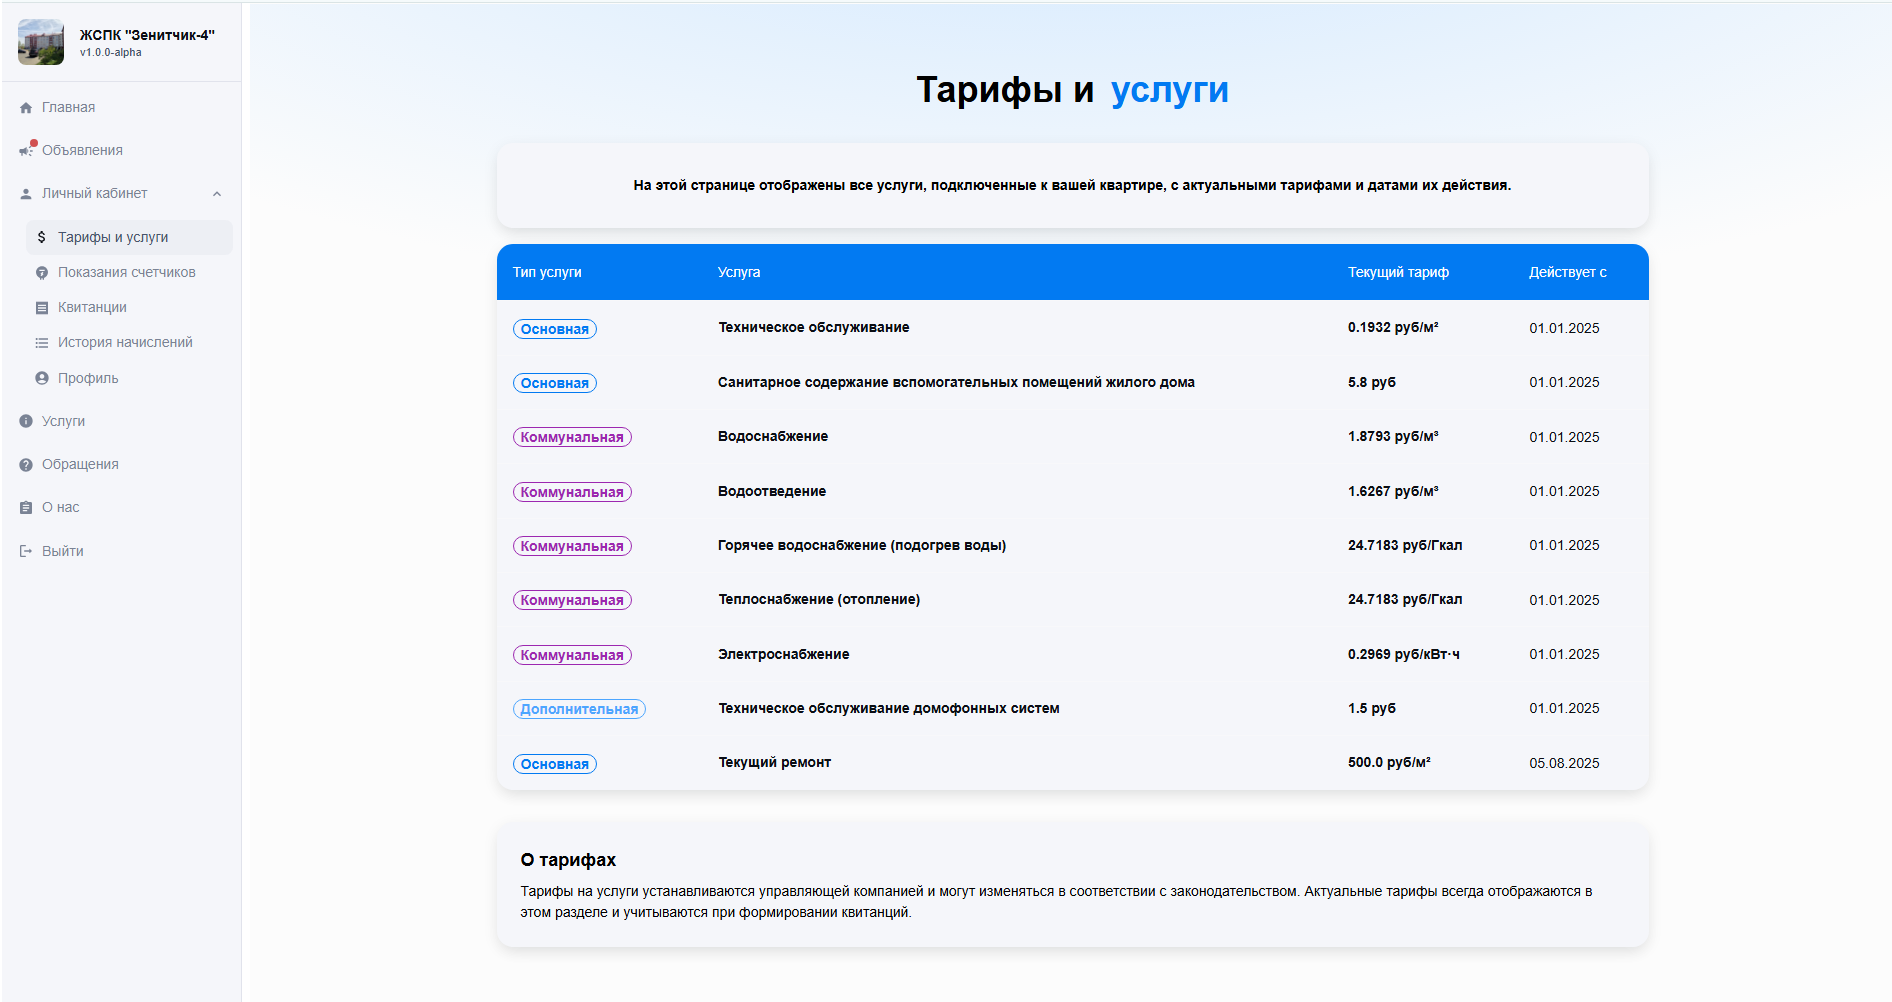 ЖСПК "Зенитчик-4"
v1.0.0-alpha
Главная
Объявления
Личный кабинет
Тарифы и услуги
Показания счетчиков
Квитанции
История начислений
Профиль
Услуги
Обращения
О нас
Выйти
Тарифы и услуги
На этой странице отображены все услуги, подключенные к вашей квартире, с актуальными тарифами и датами их действия.
Тип услуги Услуга Текущий тариф Действует с
Основная Техническое обслуживание 0.1932 руб/м² 01.01.2025
Основная Санитарное содержание вспомогательных помещений жилого дома 5.8 руб 01.01.2025
Коммунальная Водоснабжение 1.8793 руб/м³ 01.01.2025
Коммунальная Водоотведение 1.6267 руб/м³ 01.01.2025
Коммунальная Горячее водоснабжение (подогрев воды) 24.7183 руб/Гкал 01.01.2025
Коммунальная Теплоснабжение (отопление) 24.7183 руб/Гкал 01.01.2025
Коммунальная Электроснабжение 0.2969 руб/кВт·ч 01.01.2025
Дополнительная Техническое обслуживание домофонных систем 1.5 руб 01.01.2025
Основная Текущий ремонт 500.0 руб/м² 05.08.2025
О тарифах
Тарифы на услуги устанавливаются управляющей компанией и могут изменяться в соответствии с законодательством. Актуальные тарифы всегда отображаются в
этом разделе и учитываются при формировании квитанций.